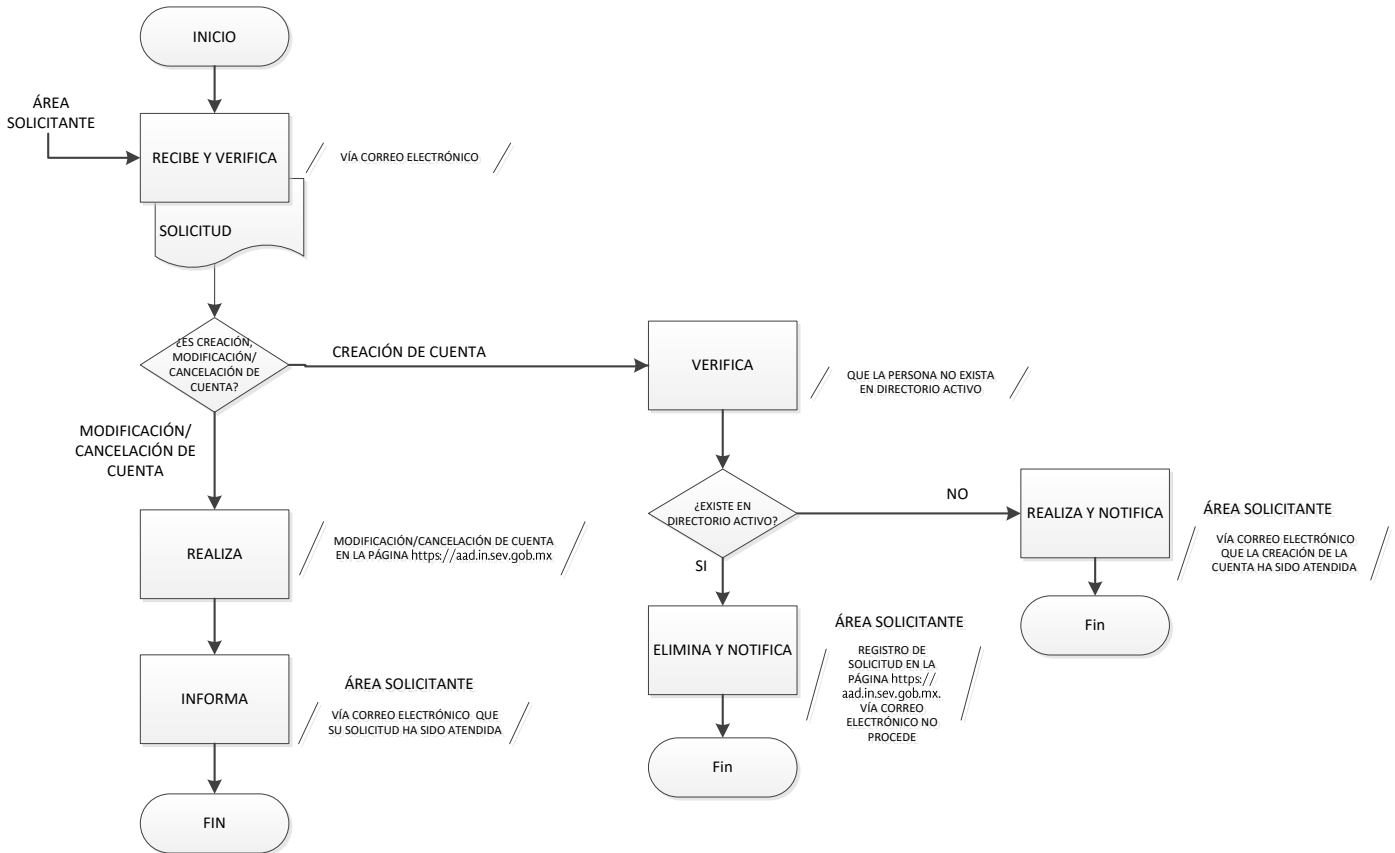 INICIO
ÁREA
SOLICITANTE
RECIBE Y VERIFICA
VÍA CORREO ELECTRÓNICO
SOLICITUD
¿ES CREACIÓN,
MODIFICACIÓN/
CANCELACIÓN DE
CUENTA?
CREACIÓN DE CUENTA
VERIFICA
QUE LA PERSONA NO EXISTA
EN DIRECTORIO ACTIVO
MODIFICACIÓN/
CANCELACIÓN DE
CUENTA
¿EXISTE EN
DIRECTORIO ACTIVO?
NO
REALIZA Y NOTIFICA
ÁREA SOLICITANTE
VÍA CORREO ELECTRÓNICO
QUE LA CREACIÓN DE LA
CUENTA HA SIDO ATENDIDA
Fin
SI
REALIZA
MODIFICACIÓN/CANCELACIÓN DE CUENTA
EN LA PÁGINA https://aad.in.sev.gob.mx
ELIMINA Y NOTIFICA
ÁREA SOLICITANTE
REGISTRO DE
SOLICITUD EN LA
PÁGINA https://
aad.in.sev.gob.mx.
VÍA CORREO
ELECTRÓNICO NO
PROCEDE
Fin
INFORMA
ÁREA SOLICITANTE
VÍA CORREO ELECTRÓNICO QUE
SU SOLICITUD HA SIDO ATENDIDA
FIN